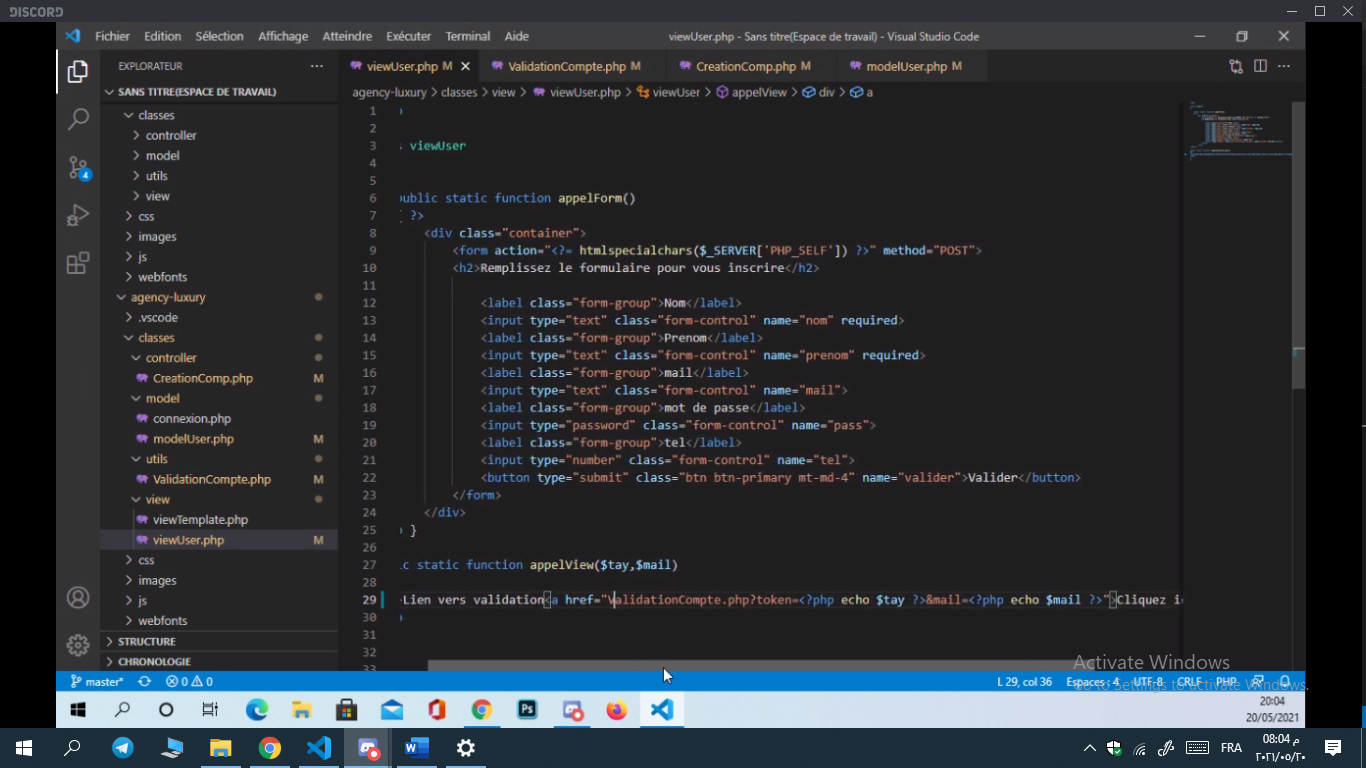 DISCORD
Fichier Edition Sélection Affichage Atteindre Exécuter Terminal Aide viewUser.php - Sans titre(Espace de travail) - Visual Studio Code
EXPLORATEUR ...
viewUser.php M ValidationCompte.php M CreationComp.php M modelUser.php M
SANS TITRE(ESPACE DE TRAVAIL)
agency-luxury > classes > view > viewUser.php > viewUser > appelView > div > a
classes
controller
model
utils
view
css
images
js
webfonts
agency-luxury
.vscode
classes
controller
CreationComp.php M
model
connexion.php
modelUser.php M
utils
ValidationCompte.php M
view
viewTemplate.php
viewUser.php M
css
images
js
webfonts
STRUCTURE
CHRONOLOGIE
1
2
3 viewUser
4
5
6 public static function appelForm()
7 { ?>
8 <div class="container">
9 <form action="<?= htmlspecialchars($_SERVER['PHP_SELF']) ?>" method="POST">
10 <h2>Remplissez le formulaire pour vous inscrire</h2>
11
12 <label class="form-group">Nom</label>
13 <input type="text" class="form-control" name="nom" required>
14 <label class="form-group">Prenom</label>
15 <input type="text" class="form-control" name="prenom" required>
16 <label class="form-group">mail</label>
17 <input type="text" class="form-control" name="mail">
18 <label class="form-group">mot de passe</label>
19 <input type="password" class="form-control" name="pass">
20 <label class="form-group">tel</label>
21 <input type="number" class="form-control" name="tel">
22 <button type="submit" class="btn btn-primary mt-md-4" name="valider">Valider</button>
23 </form>
24 </div>
25 }
26
27 ic static function appelView($tay,$mail)
28
29 >Lien vers validation<a href="ValidationCompte.php?token=<?php echo $tay ?>&mail=<?php echo $mail ?>">Cliquez i
30
31
32
33
master* 0 0 L 29, col 36 Espaces : 4 UTF-8 CRLF PHP
Activate Windows
Go to Settings to activate Windows.
20:04
20/05/2021
FRA
08:04 م
٢٠٢١/٠٥/٢٠